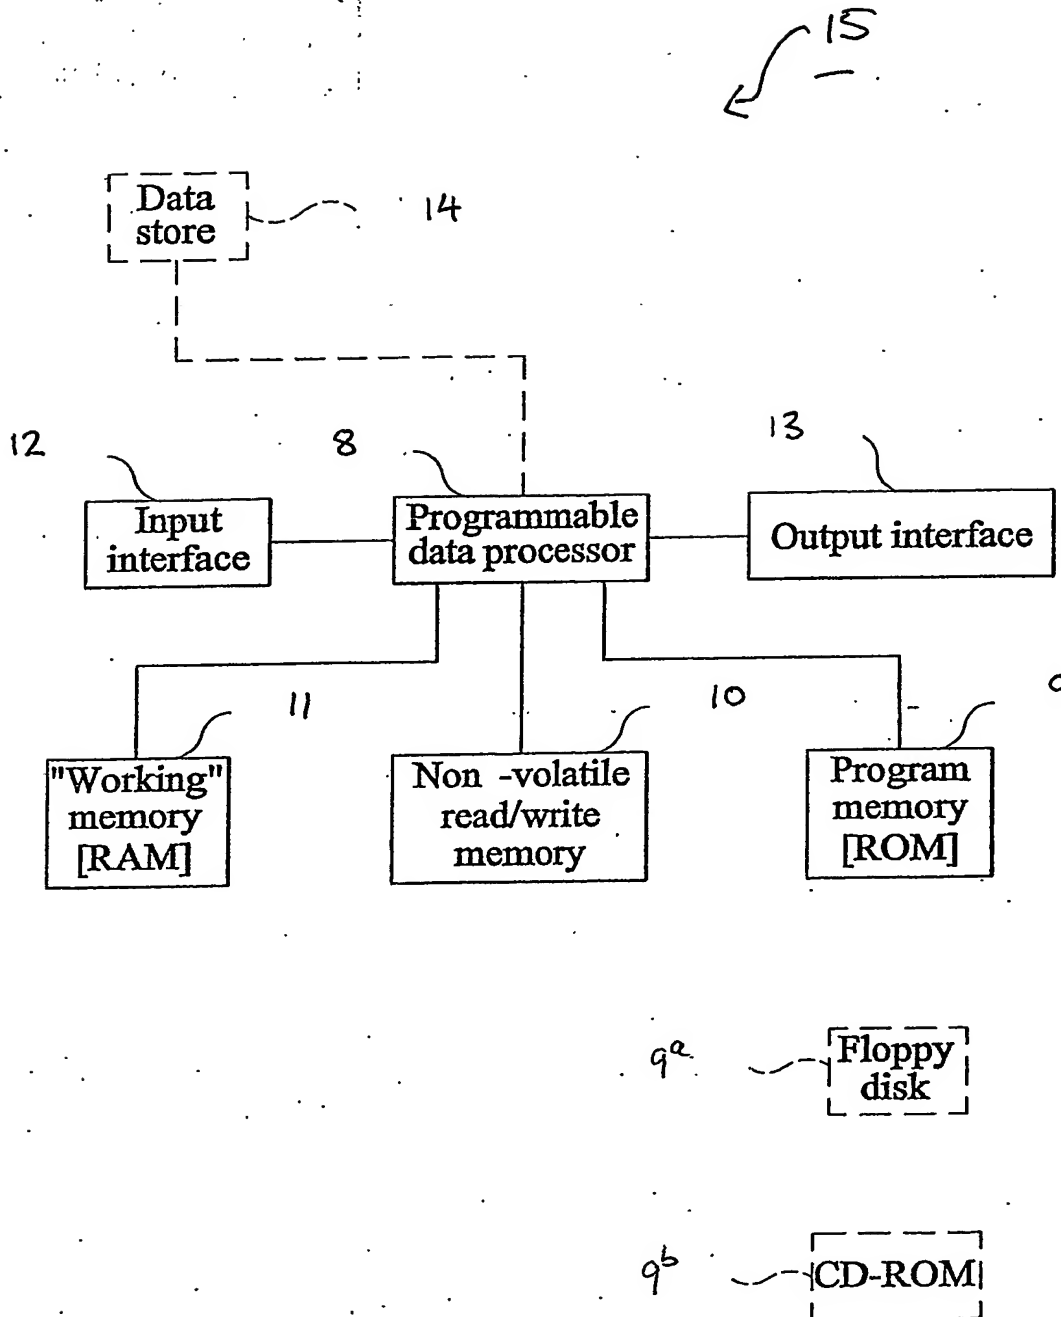 15
Data
store
14
12
8
13
Input
interface
Programmable
data processor
Output interface
11
10
"Working"
memory
[RAM]
Non -volatile
read/write
memory
Program
memory
[ROM]
9a
Floppy
disk
9b
CD-ROM